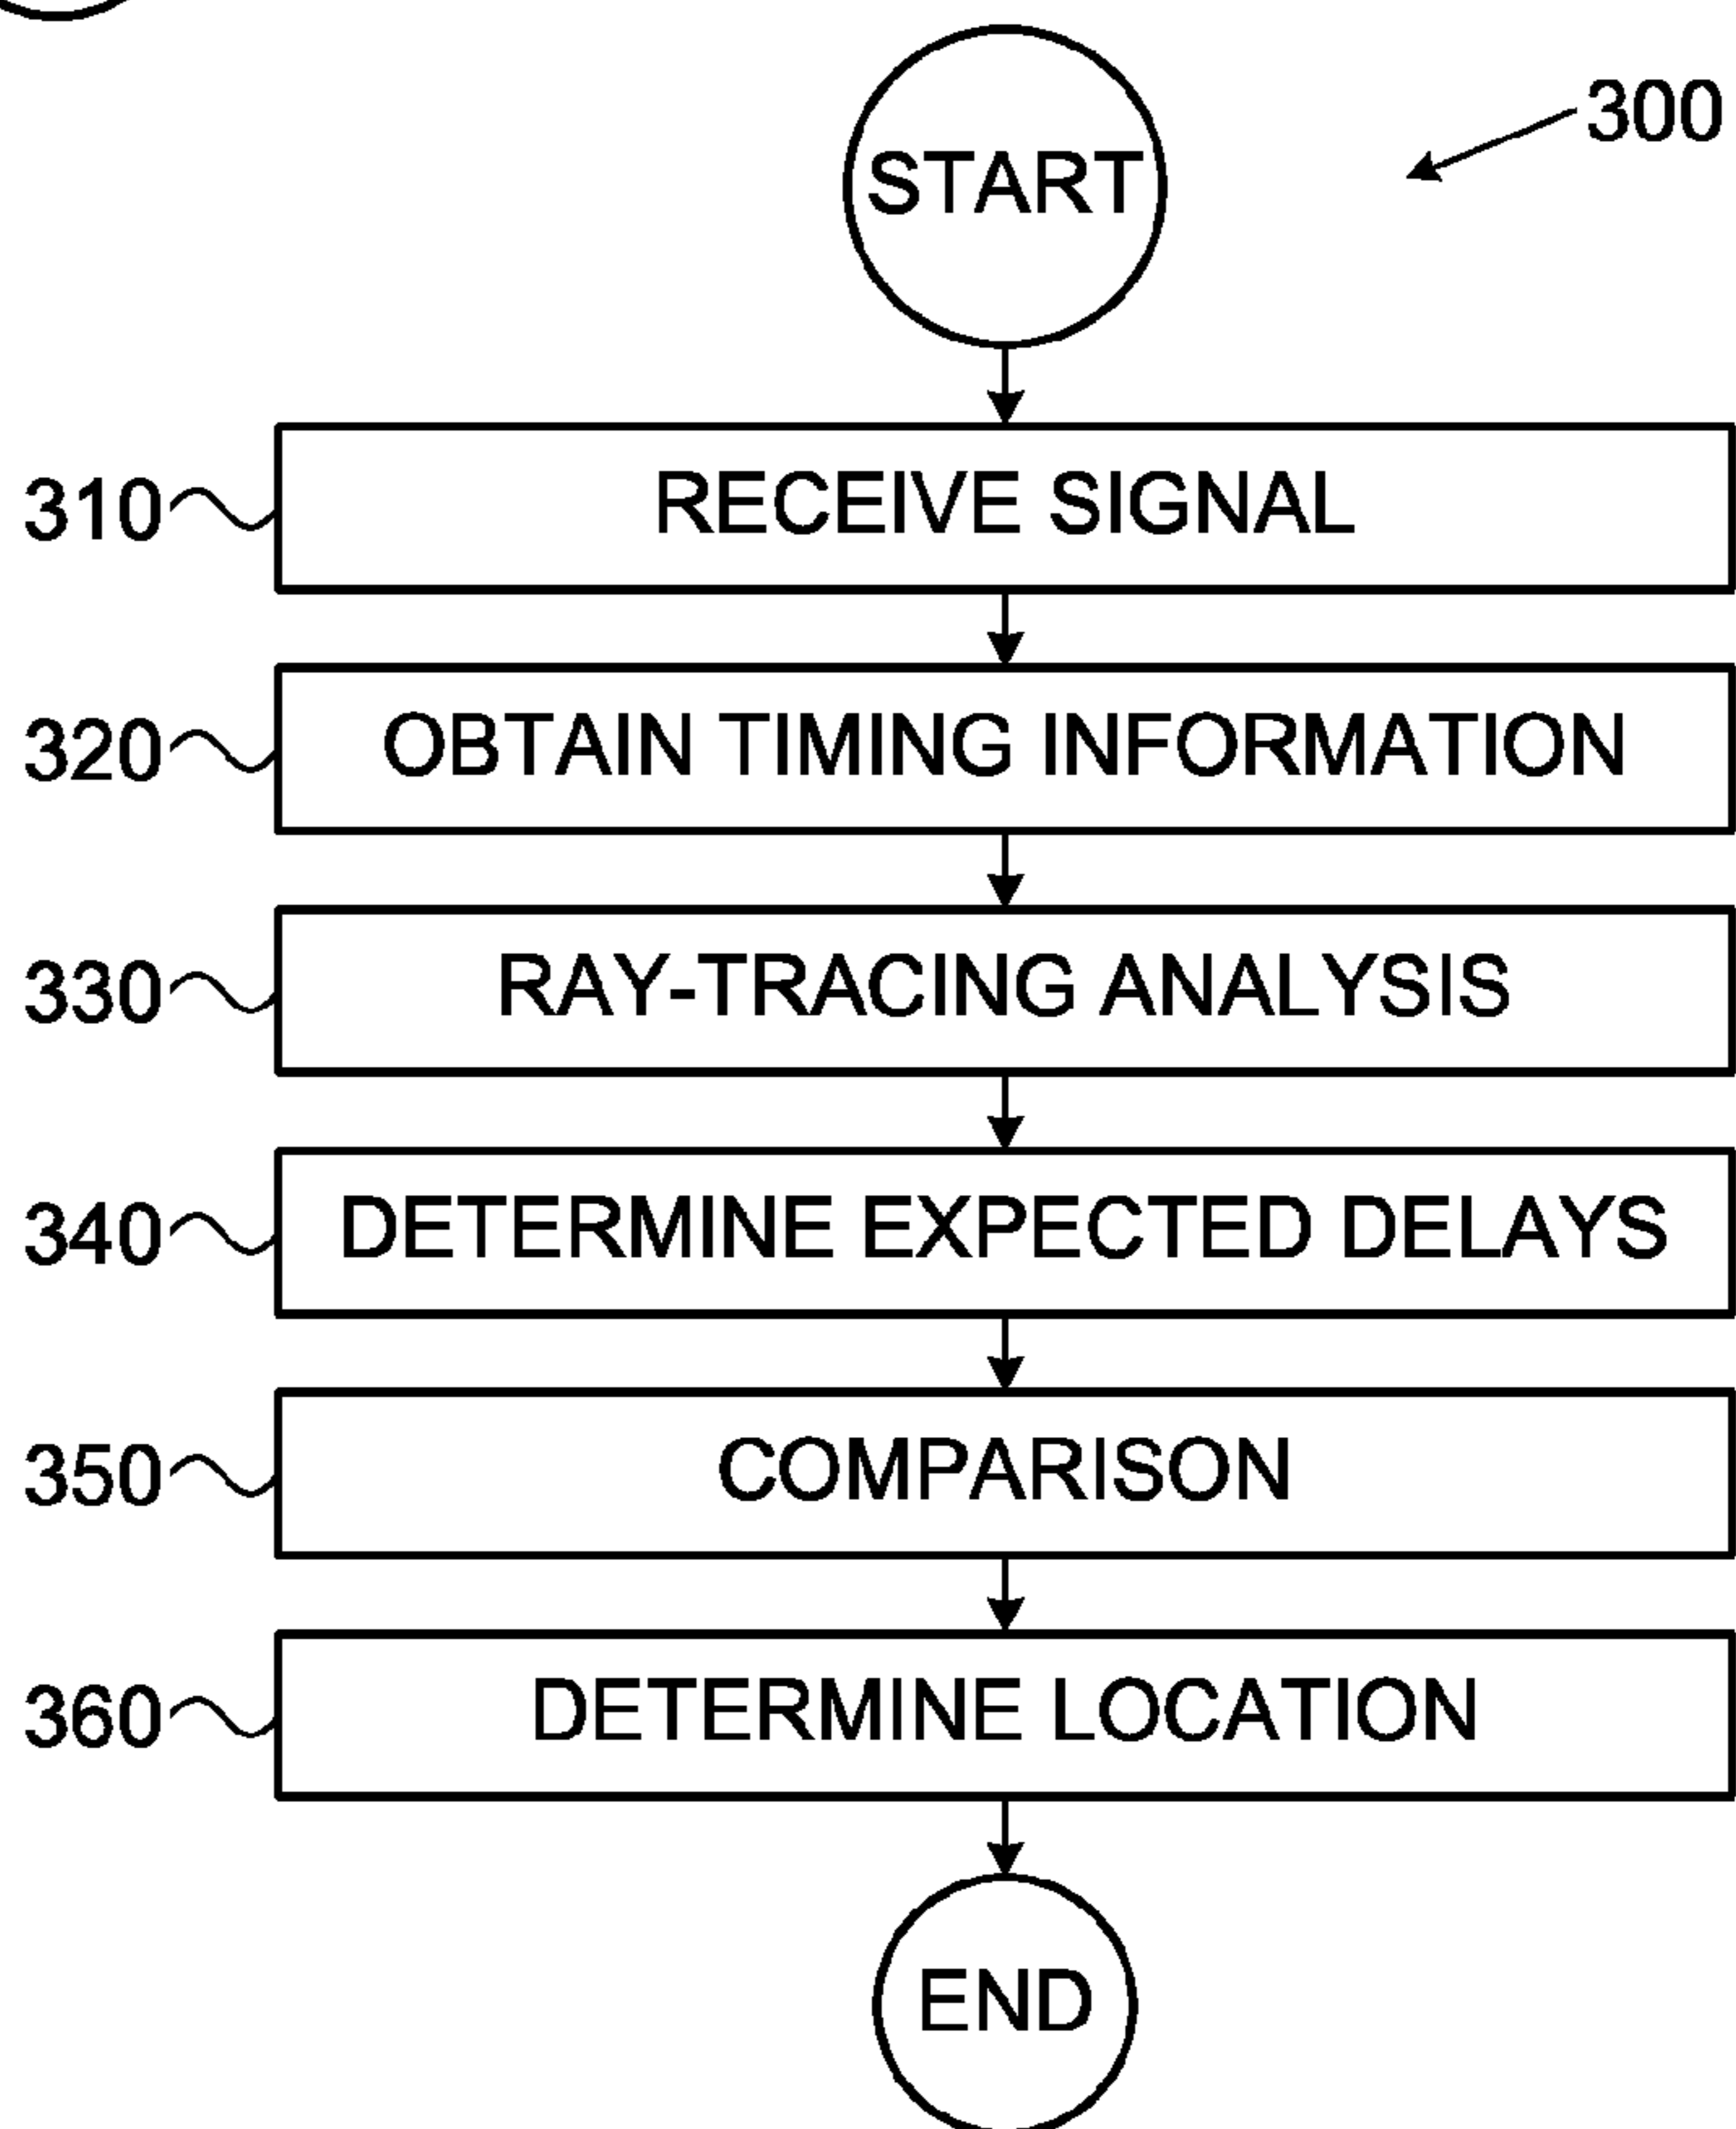 START
300
310
RECEIVE SIGNAL
320
OBTAIN TIMING INFORMATION
330
RAY-TRACING ANALYSIS
340
DETERMINE EXPECTED DELAYS
350
COMPARISON
360
DETERMINE LOCATION
END